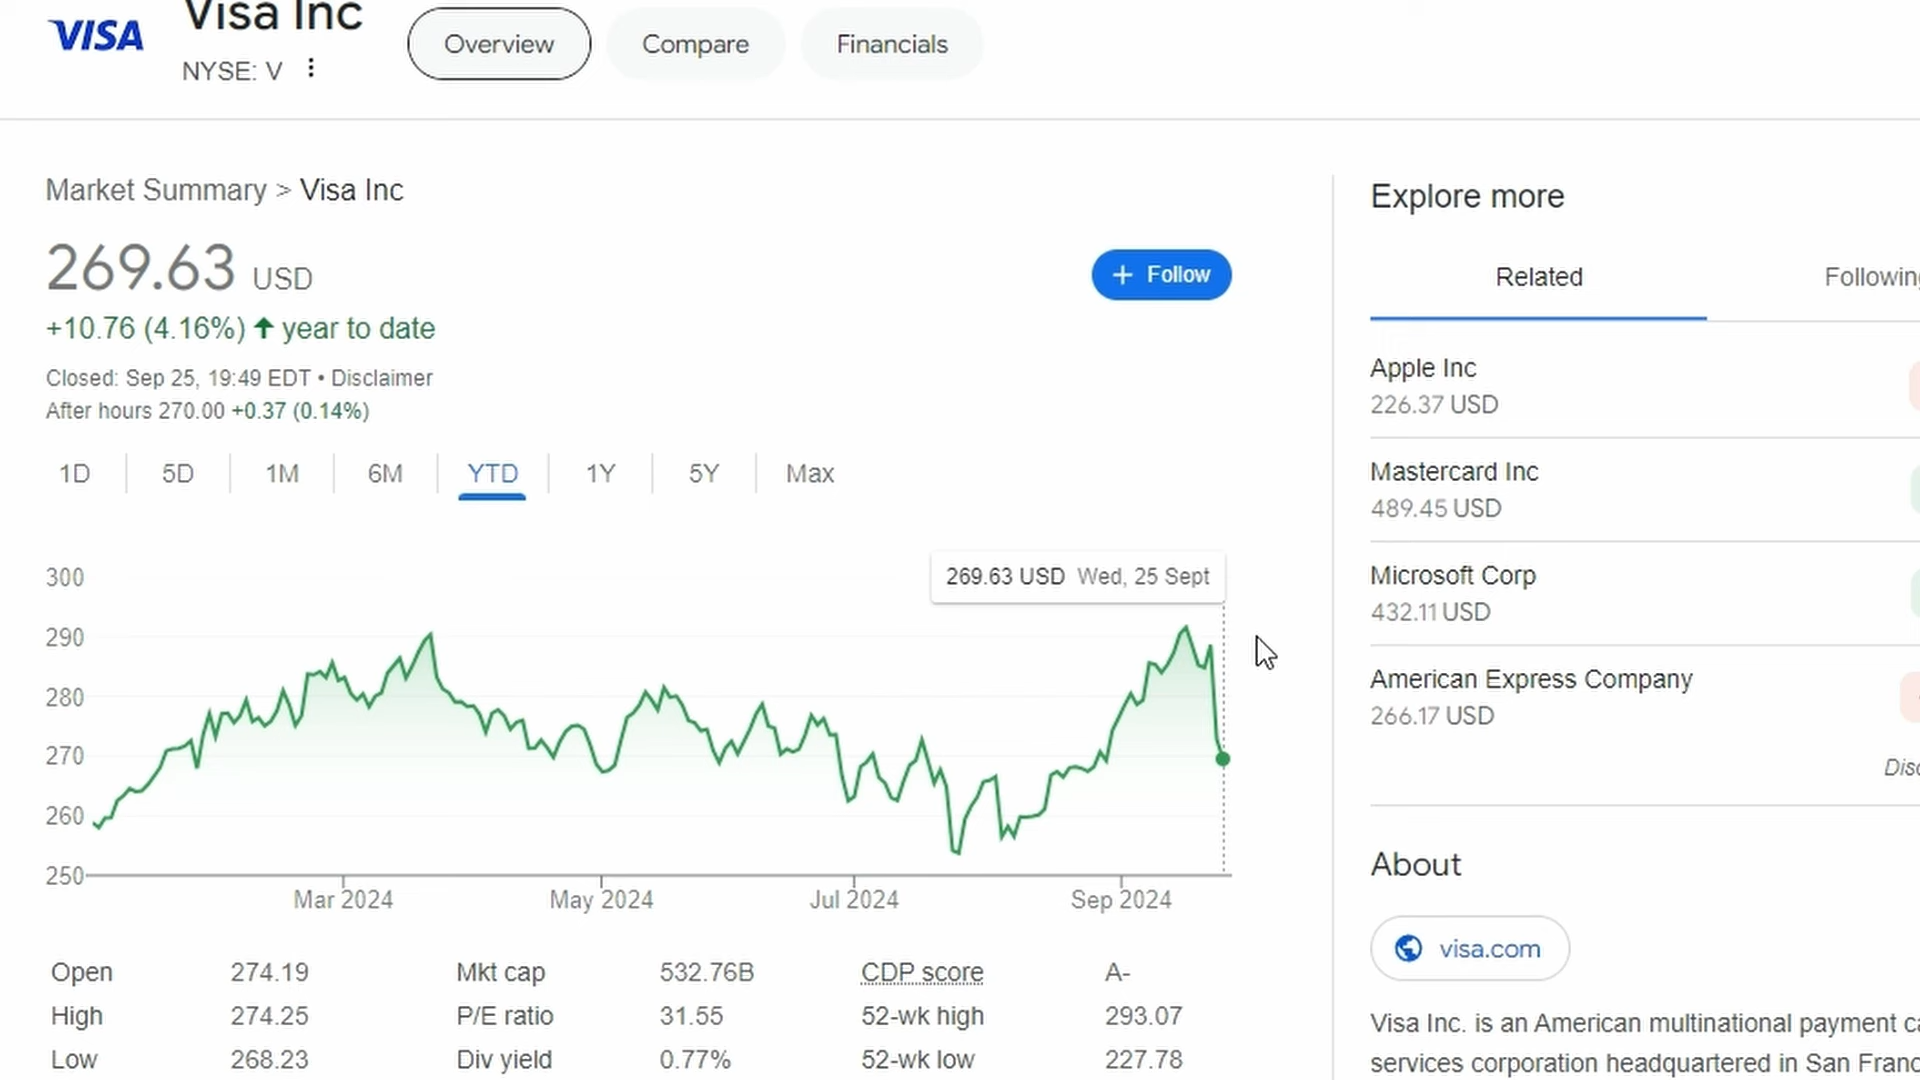 VISA
Visa Inc
NYSE: V
Overview
Compare
Financials
Market Summary > Visa Inc
269.63 USD
+ Follow
+10.76 (4.16%) ↑ year to date
Closed: Sep 25, 19:49 EDT • Disclaimer
After hours 270.00 +0.37 (0.14%)
1D 5D 1M 6M YTD 1Y 5Y Max
269.63 USD Wed, 25 Sept
300
290
280
270
260
250
Mar 2024 May 2024 Jul 2024 Sep 2024
Open 274.19 Mkt cap 532.76B CDP score A-
High 274.25 P/E ratio 31.55 52-wk high 293.07
Low 268.23 Div yield 0.77% 52-wk low 227.78
Explore more
Related Following
Apple Inc
226.37 USD
Mastercard Inc
489.45 USD
Microsoft Corp
432.11 USD
American Express Company
266.17 USD
About
visa.com
Visa Inc. is an American multinational payment
services corporation headquartered in San